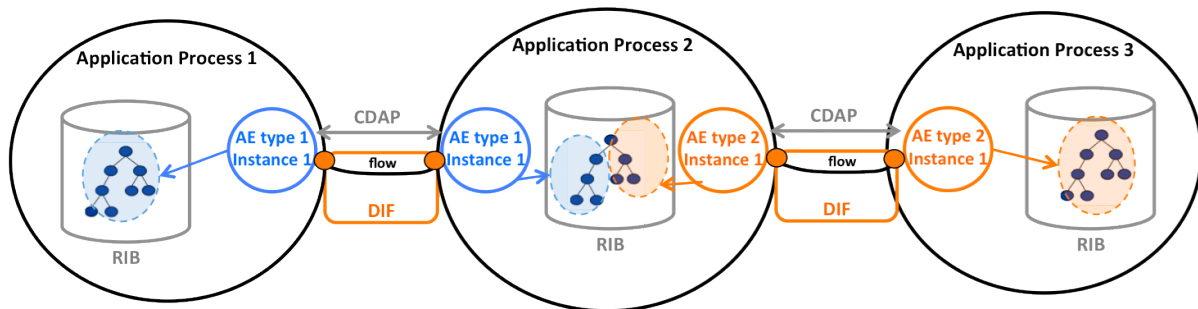 Application Process 1
AE type 1
Instance 1
RIB
CDAP
flow
DIF
Application Process 2
AE type 1
Instance 1
AE type 2
Instance 1
RIB
CDAP
flow
DIF
Application Process 3
AE type 2
Instance 1
RIB